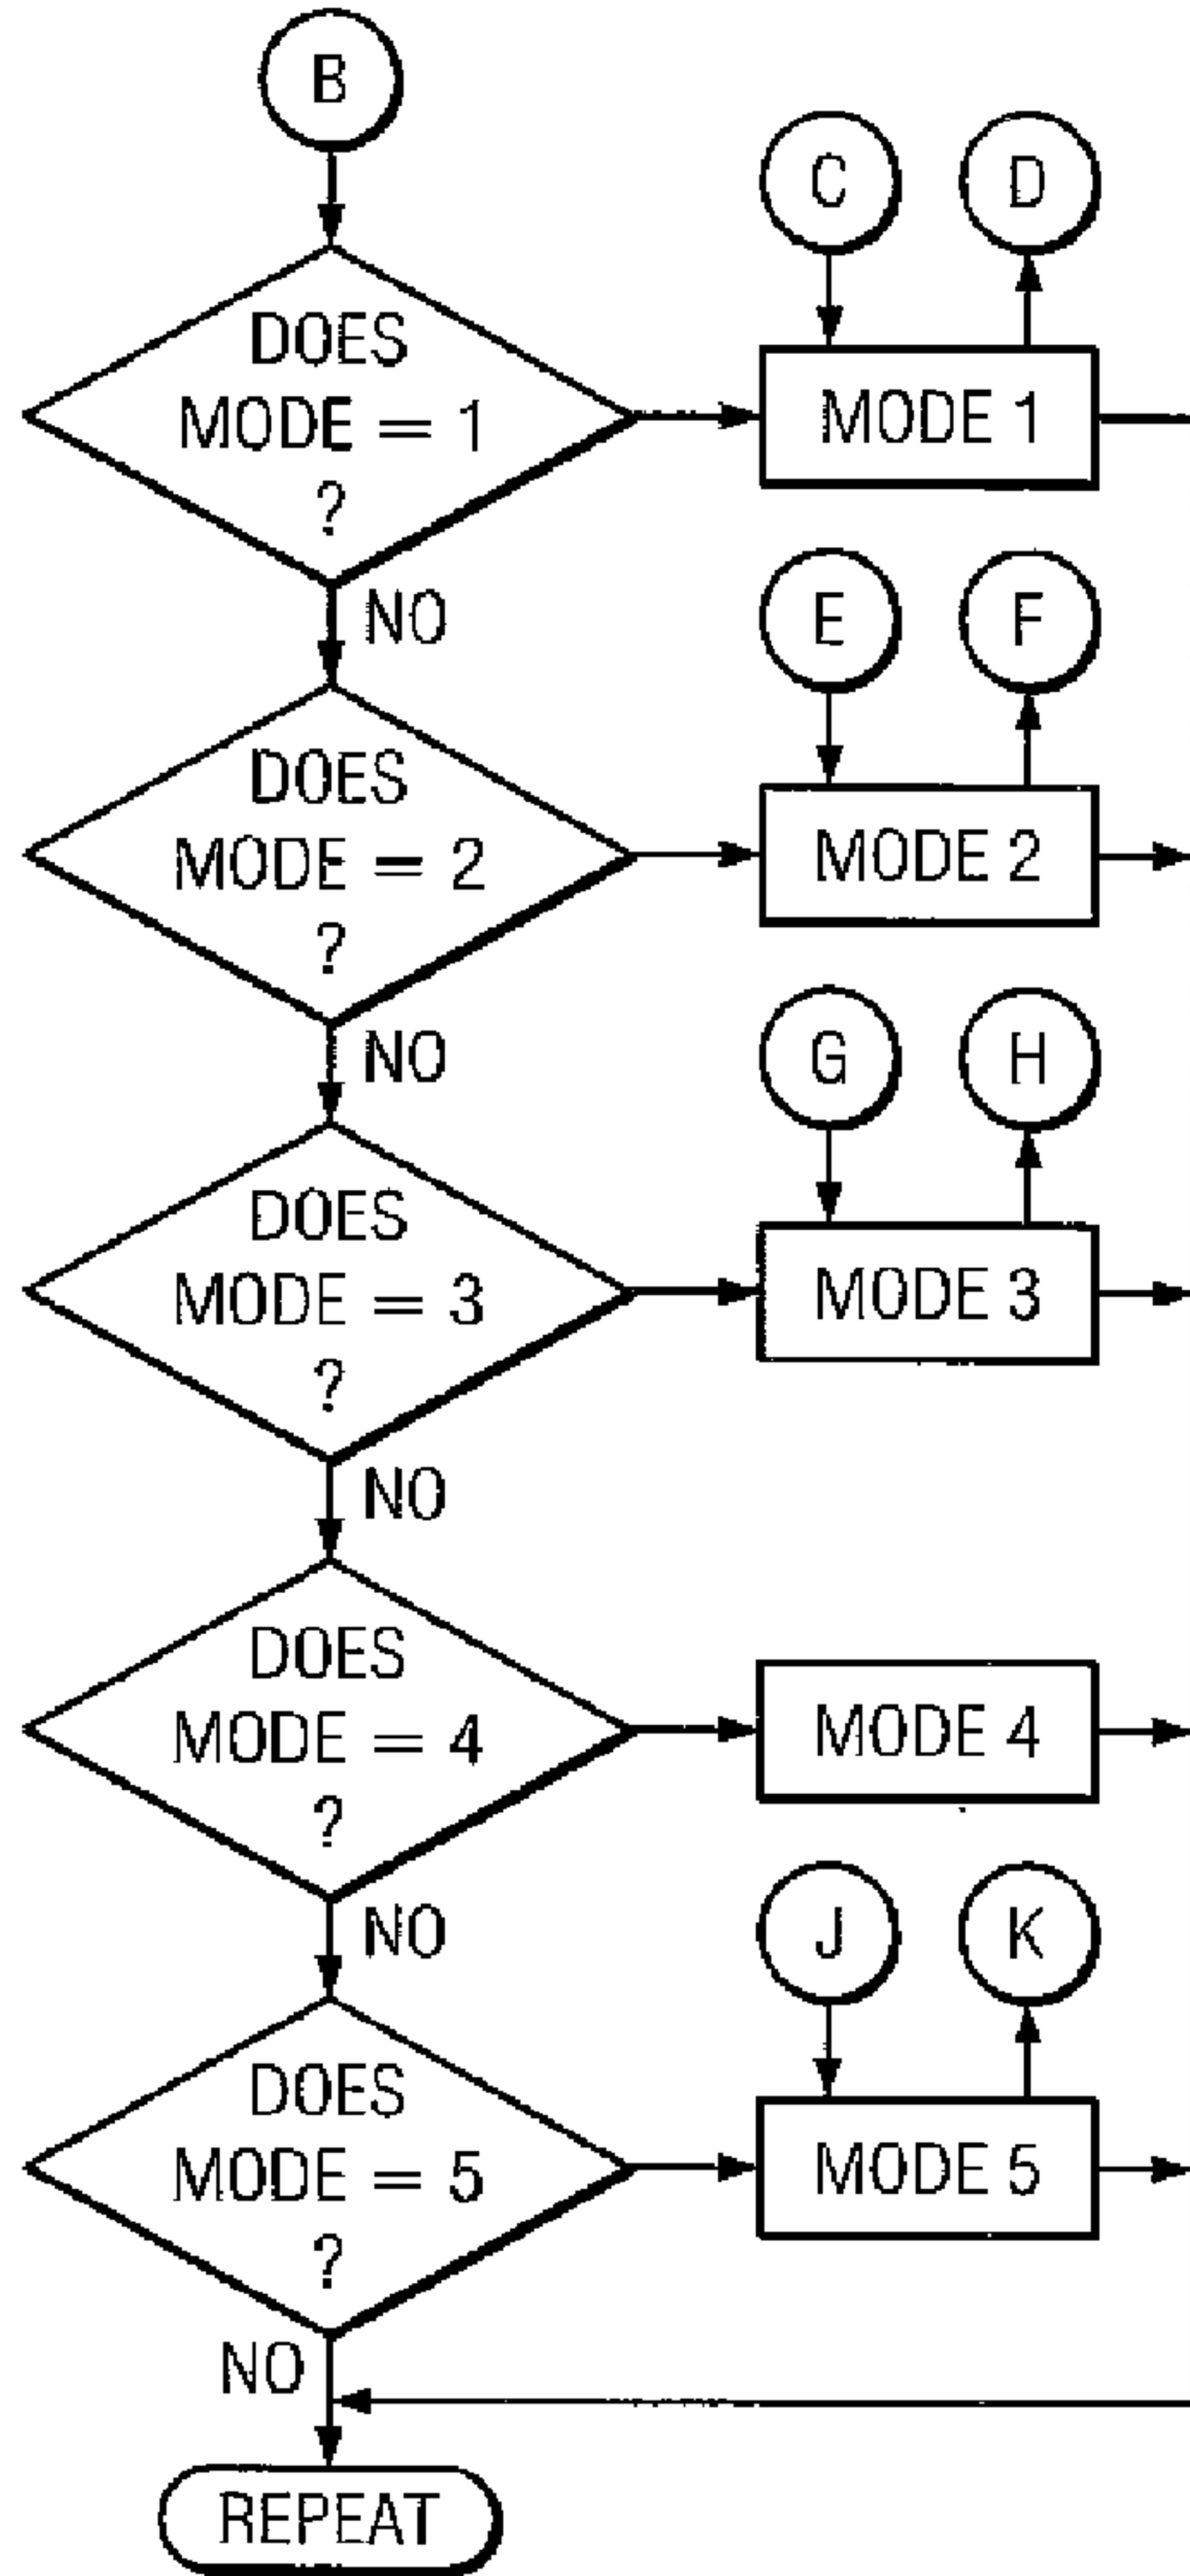 B
C D
DOES
MODE = 1
?
MODE 1
NO
E F
DOES
MODE = 2
?
MODE 2
NO
G H
DOES
MODE = 3
?
MODE 3
NO
DOES
MODE = 4
?
MODE 4
NO
J K
DOES
MODE = 5
?
MODE 5
NO
REPEAT